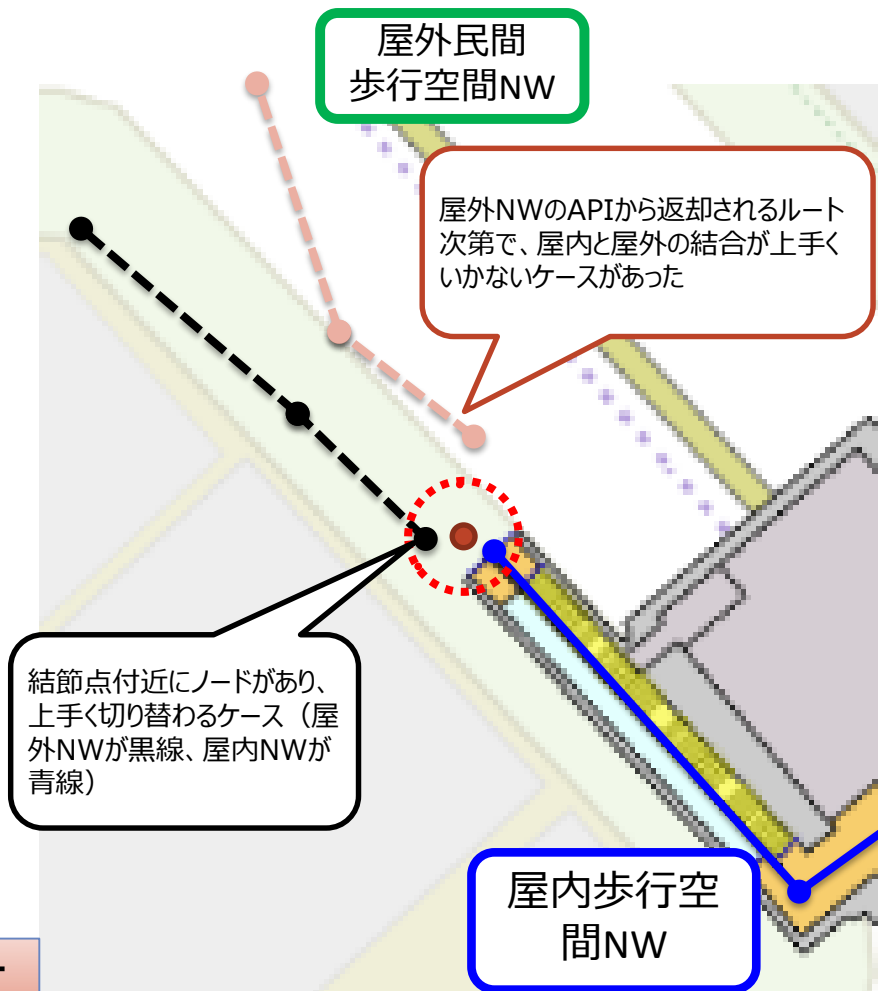 屋外民間
歩行空間NW
屋外NWのAPIから返却されるルート
次第で、屋内と屋外の結合が上手く
いかないケースがあった
結節点付近にノードがあり、
上手く切り替わるケース（屋
外NWが黒線、屋内NWが
青線）
屋内歩行空
間NW